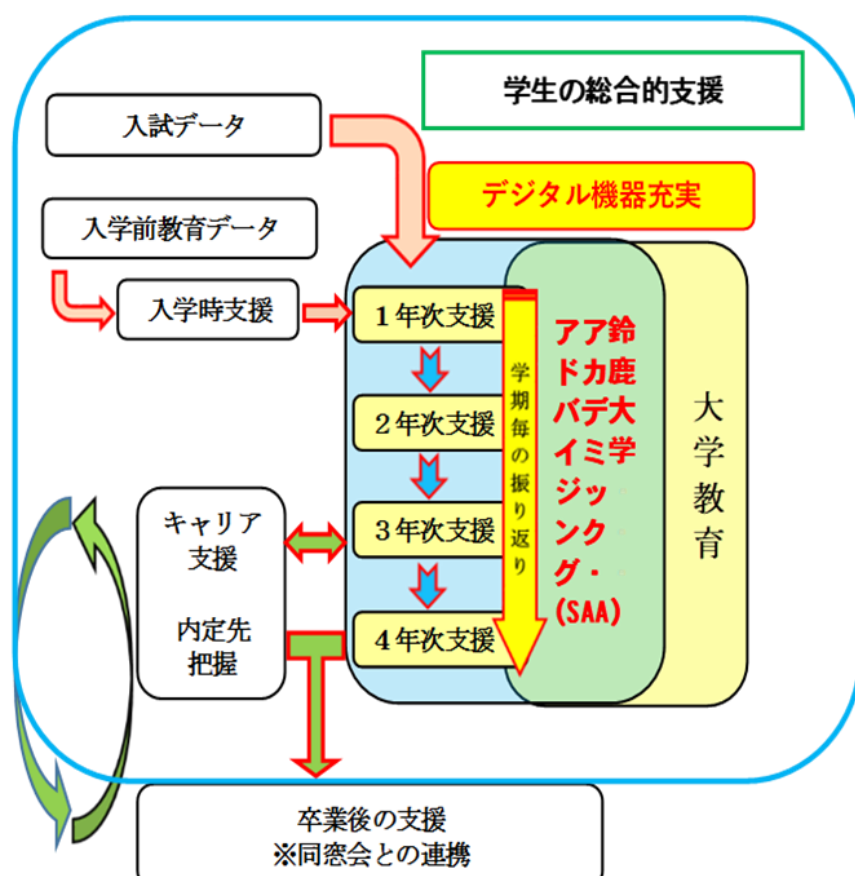 学生の総合的支援
入試データ
デジタル機器充実
入学前教育データ
入学時支援
1年次支援
2年次支援
3年次支援
4年次支援
学期毎の振り返り
鈴鹿大学
アカデミック・
アドバイジング
(SAA)
大学教育
キャリア
支援
内定先
把握
卒業後の支援
※同窓会との連携